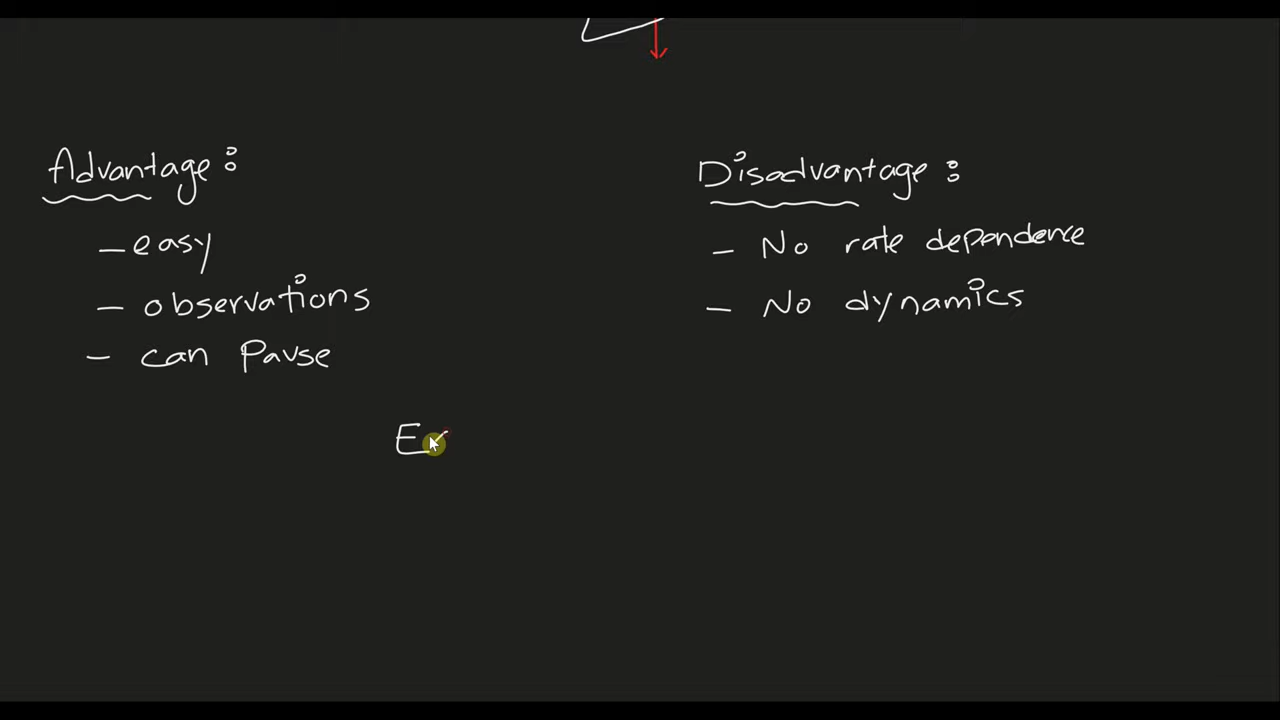 Advantage:
- easy
- observations
- can Pause
Disadvantage:
- No rate dependence
- No dynamics